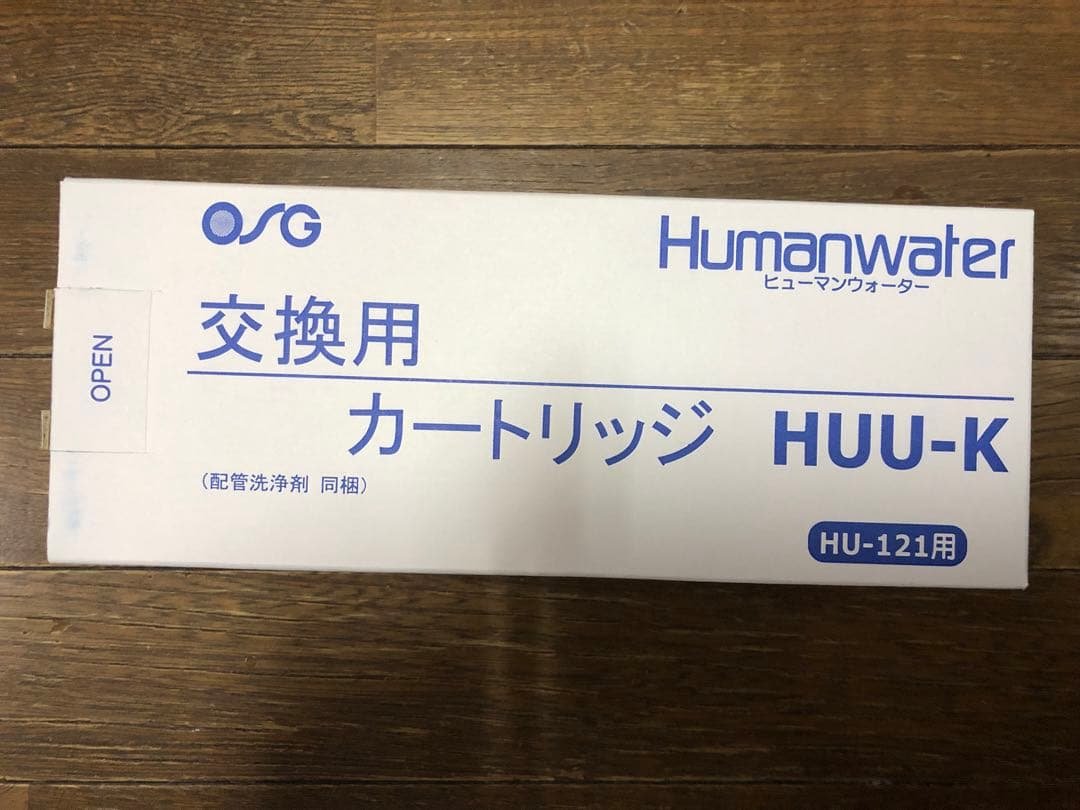 OSG
Humanwater
ヒューマンウォーター
交換用
カートリッジ HUU-K
(配管洗浄剤 同梱)
HU-121用
OPEN